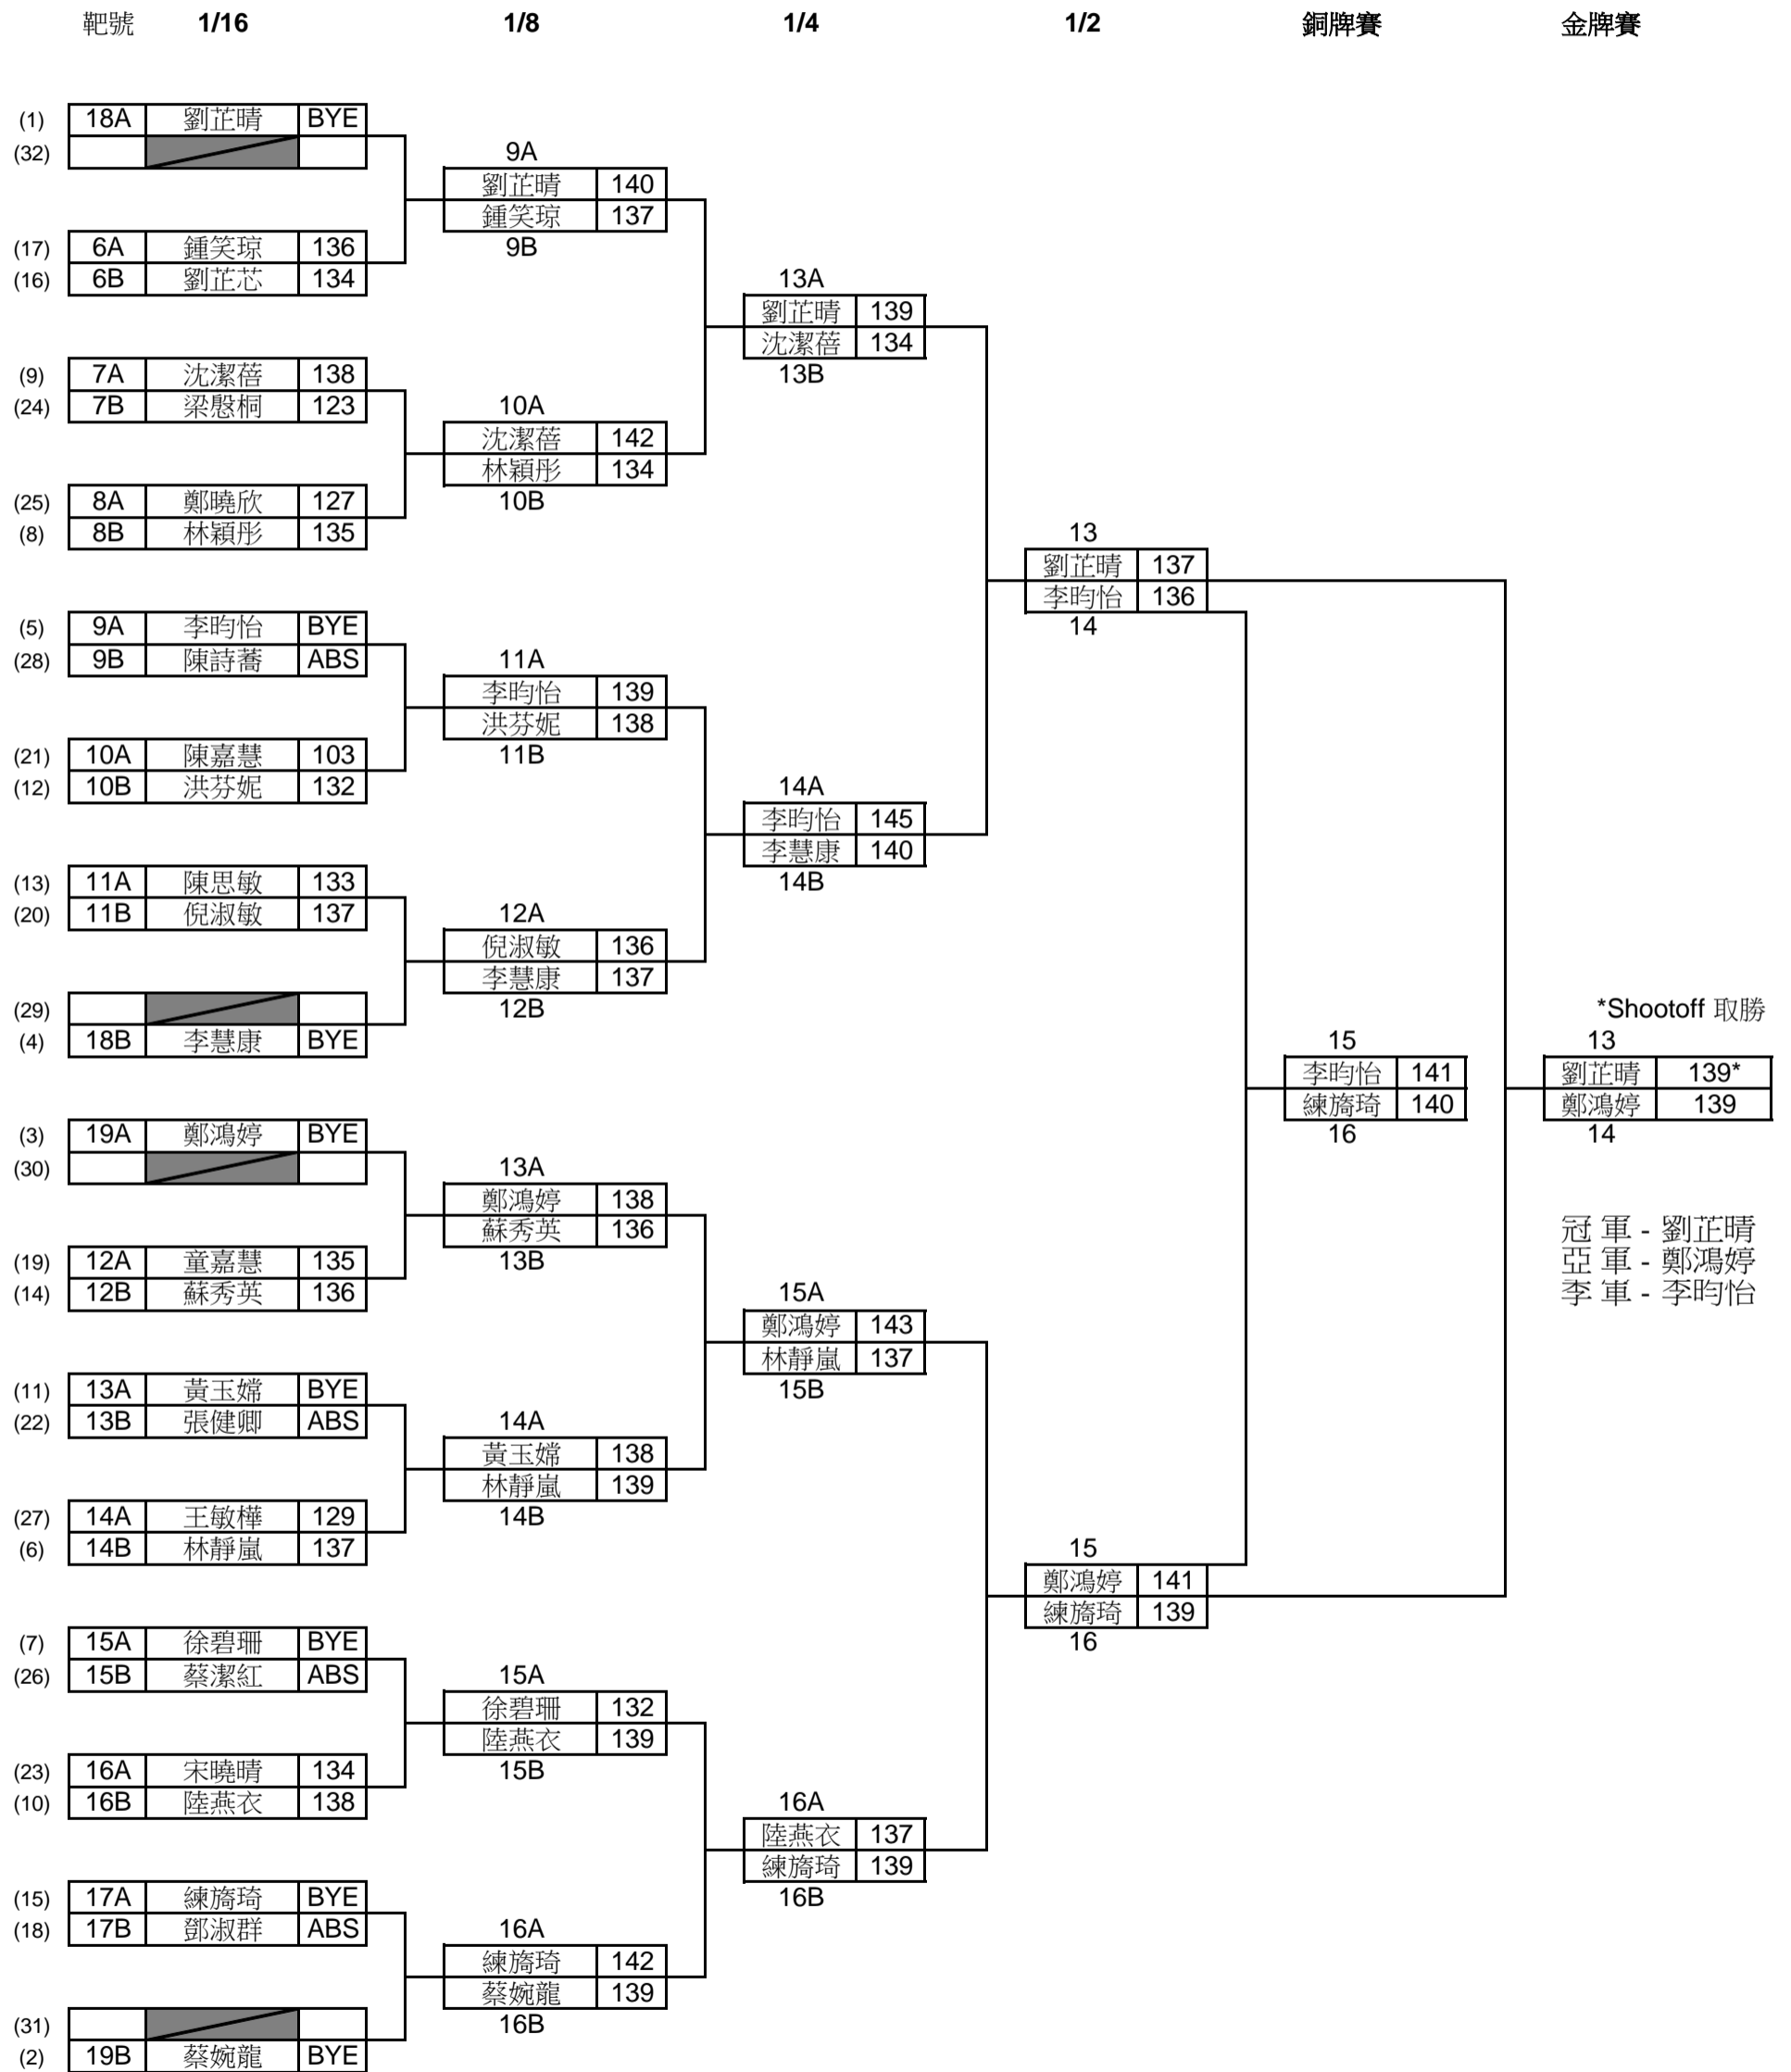 靶號 1/16 1/8 1/4 1/2 銅牌賽 金牌賽
(1) 18A 劉芷晴 BYE
(32) 9A
劉芷晴 140
鍾笑琼 137
(17) 6A 鍾笑琼 136 9B
(16) 6B 劉芷芯 134 13A
劉芷晴 139
沈潔蓓 134
(9) 7A 沈潔蓓 138 13B
(24) 7B 梁慇桐 123 10A
沈潔蓓 142
林穎彤 134
(25) 8A 鄭曉欣 127 10B
(8) 8B 林穎彤 135 13
劉芷晴 137
李昀怡 136
(5) 9A 李昀怡 BYE 14
(28) 9B 陳詩蕎 ABS 11A
李昀怡 139
洪芬妮 138
(21) 10A 陳嘉慧 103 11B
(12) 10B 洪芬妮 132 14A
李昀怡 145
李慧康 140
(13) 11A 陳思敏 133 14B
(20) 11B 倪淑敏 137 12A
倪淑敏 136
李慧康 137
(29) 12B *Shootoff 取勝
(4) 18B 李慧康 BYE 15 13
李昀怡 141 劉芷晴 139*
練旖琦 140 鄭鴻婷 139
(3) 19A 鄭鴻婷 BYE 16 14
(30) 13A
鄭鴻婷 138
蘇秀英 136 冠 軍 - 劉芷晴
(19) 12A 童嘉慧 135 13B 亞 軍 - 鄭鴻婷
(14) 12B 蘇秀英 136 15A 李 軍 - 李昀怡
鄭鴻婷 143
林靜嵐 137
(11) 13A 黃玉嫦 BYE 15B
(22) 13B 張健卿 ABS 14A
黃玉嫦 138
林靜嵐 139
(27) 14A 王敏樺 129 14B
(6) 14B 林靜嵐 137 15
鄭鴻婷 141
練旖琦 139
(7) 15A 徐碧珊 BYE 16
(26) 15B 蔡潔紅 ABS 15A
徐碧珊 132
陸燕衣 139
(23) 16A 宋曉晴 134 15B
(10) 16B 陸燕衣 138 16A
陸燕衣 137
練旖琦 139
(15) 17A 練旖琦 BYE 16B
(18) 17B 鄧淑群 ABS 16A
練旖琦 142
蔡婉龍 139
(31) 16B
(2) 19B 蔡婉龍 BYE